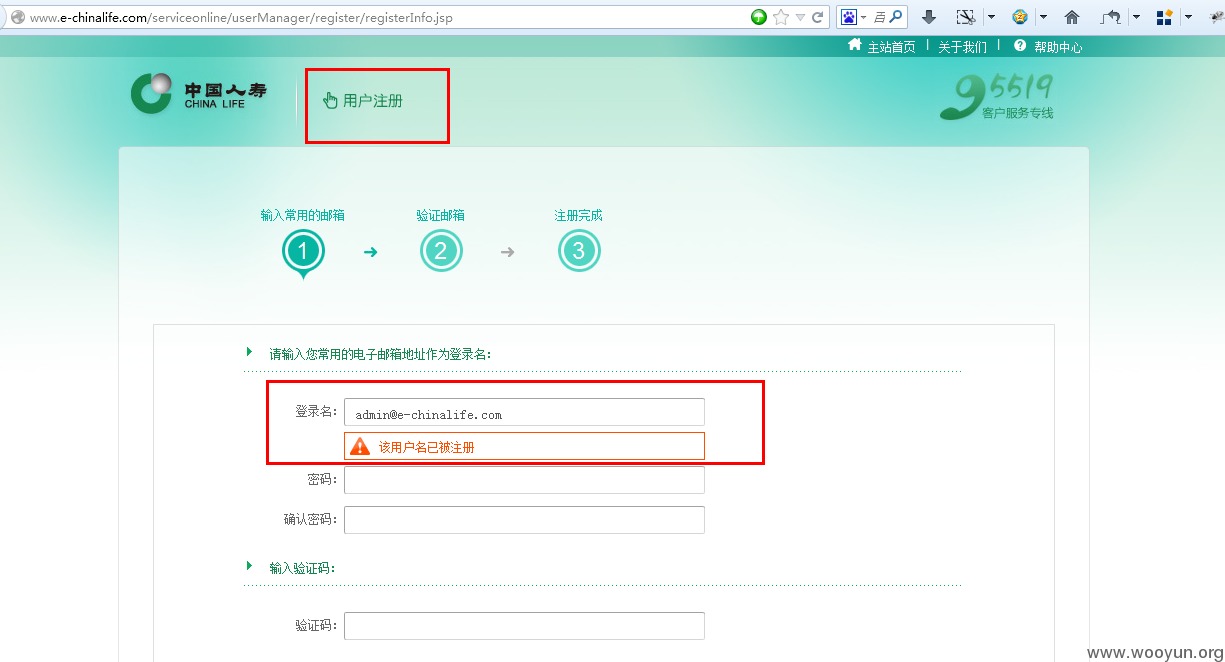 www.e-chinalife.com/serviceonline/userManager/register/registerInfo.jsp
主站首页 | 关于我们 | 帮助中心
中国人寿
CHINA LIFE
用户注册
95519
客户服务专线
输入常用的邮箱 验证邮箱 注册完成
1 2 3
请输入您常用的电子邮箱地址作为登录名:
登录名: admin@e-chinalife.com
该用户名已被注册
密码:
确认密码:
输入验证码:
验证码:
www.wooyun.org